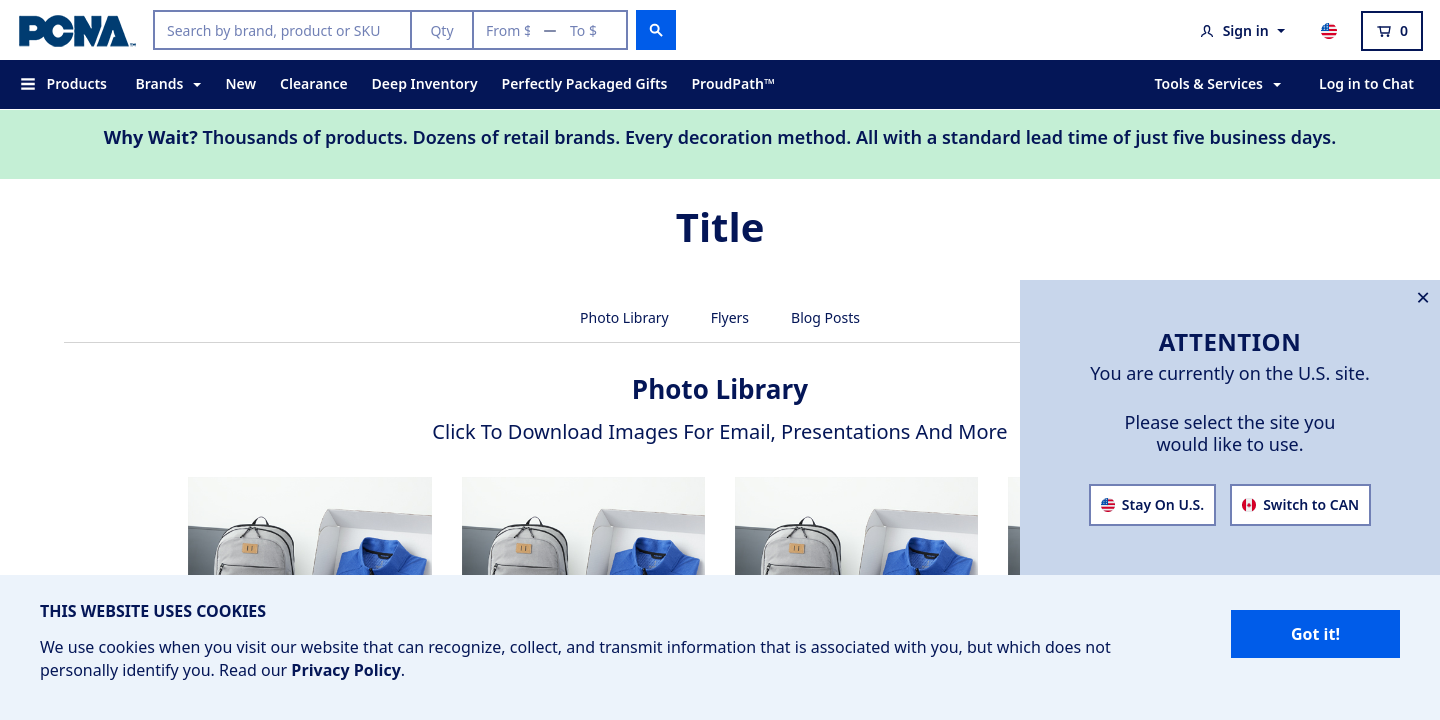 PCNA™
Search by brand, product or SKU
Qty
From $ — To $
Sign in
0
Products
Brands
New
Clearance
Deep Inventory
Perfectly Packaged Gifts
ProudPath™
Tools & Services
Log in to Chat
Why Wait? Thousands of products. Dozens of retail brands. Every decoration method. All with a standard lead time of just five business days.
Title
Photo Library
Flyers
Blog Posts
Photo Library
Click To Download Images For Email, Presentations And More
ATTENTION
You are currently on the U.S. site.
Please select the site you
would like to use.
Stay On U.S.
Switch to CAN
THIS WEBSITE USES COOKIES
We use cookies when you visit our website that can recognize, collect, and transmit information that is associated with you, but which does not
personally identify you. Read our Privacy Policy.
Got it!